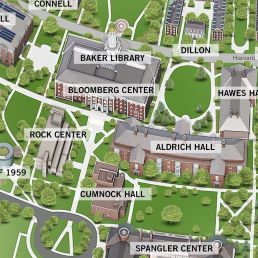 CONNELL
DILLON
BAKER LIBRARY
Harvard
BLOOMBERG CENTER
HAWES HA
ROCK CENTER
ALDRICH HALL
F 1959
CUMNOCK HALL
SPANGLER CENTER